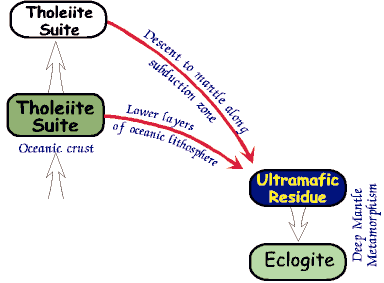 Tholeiite
Suite
Descent to mantle along
subduction zone
Tholeiite
Suite
Lower layers
of oceanic lithosphere
Oceanic crust
Ultramafic
Residue
Deep Mantle
Metamorphism
Eclogite